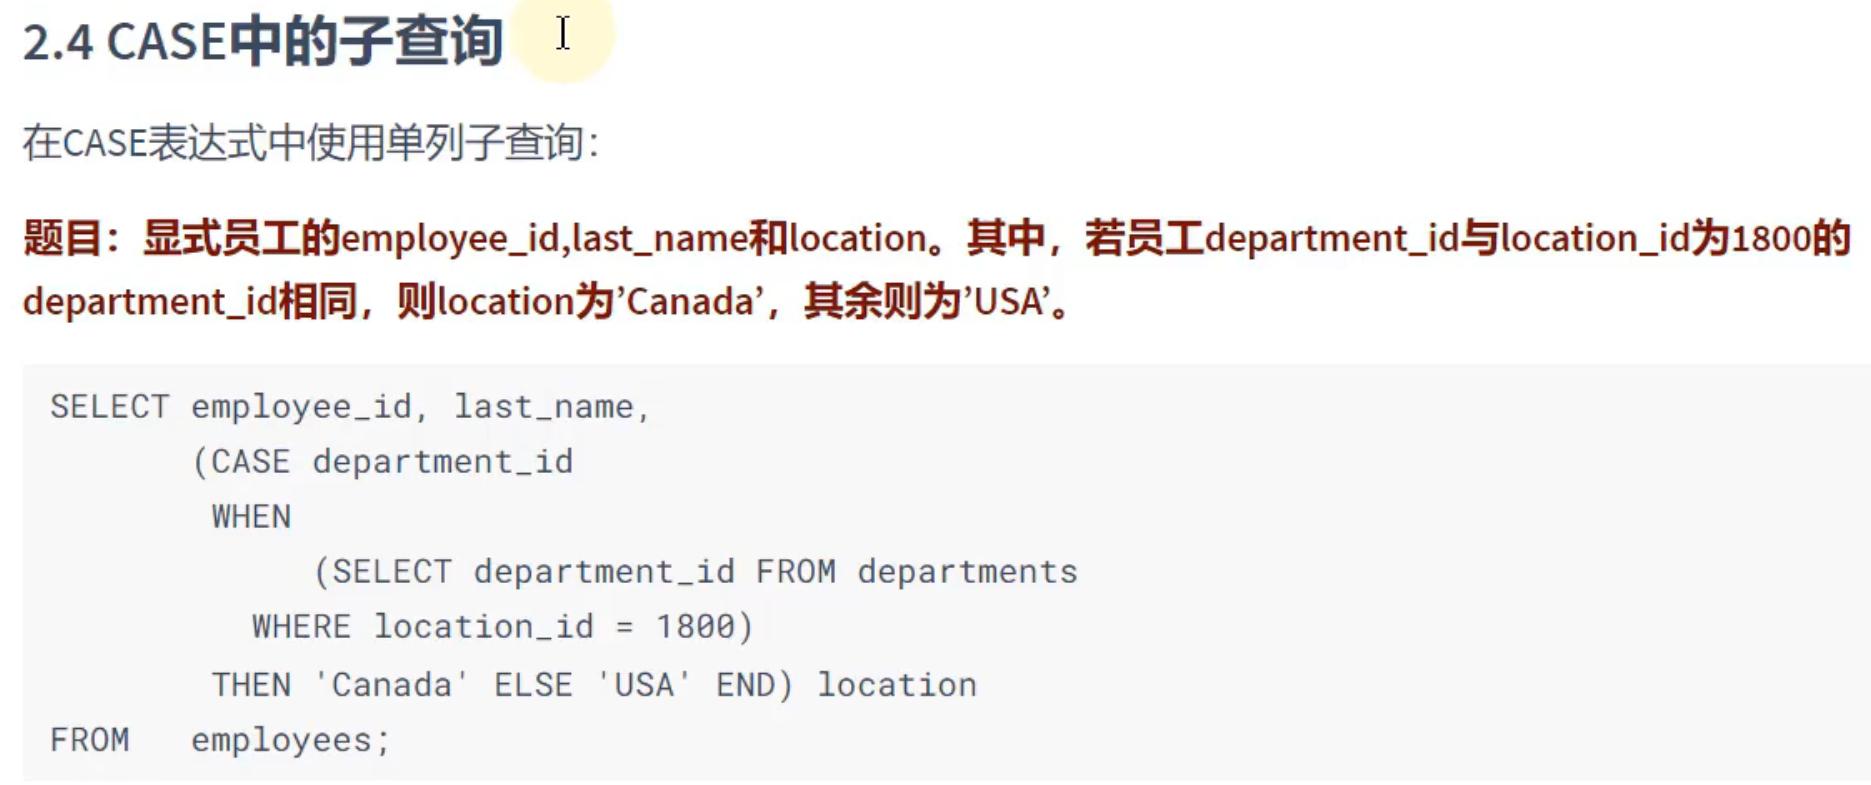 2.4 CASE中的子查询
在CASE表达式中使用单列子查询：
题目：显式员工的employee_id,last_name和location。其中，若员工department_id与location_id为1800的
department_id相同，则location为’Canada’，其余则为’USA’。
SELECT employee_id, last_name,
(CASE department_id
WHEN
(SELECT department_id FROM departments
WHERE location_id = 1800)
THEN 'Canada' ELSE 'USA' END) location
FROM employees;